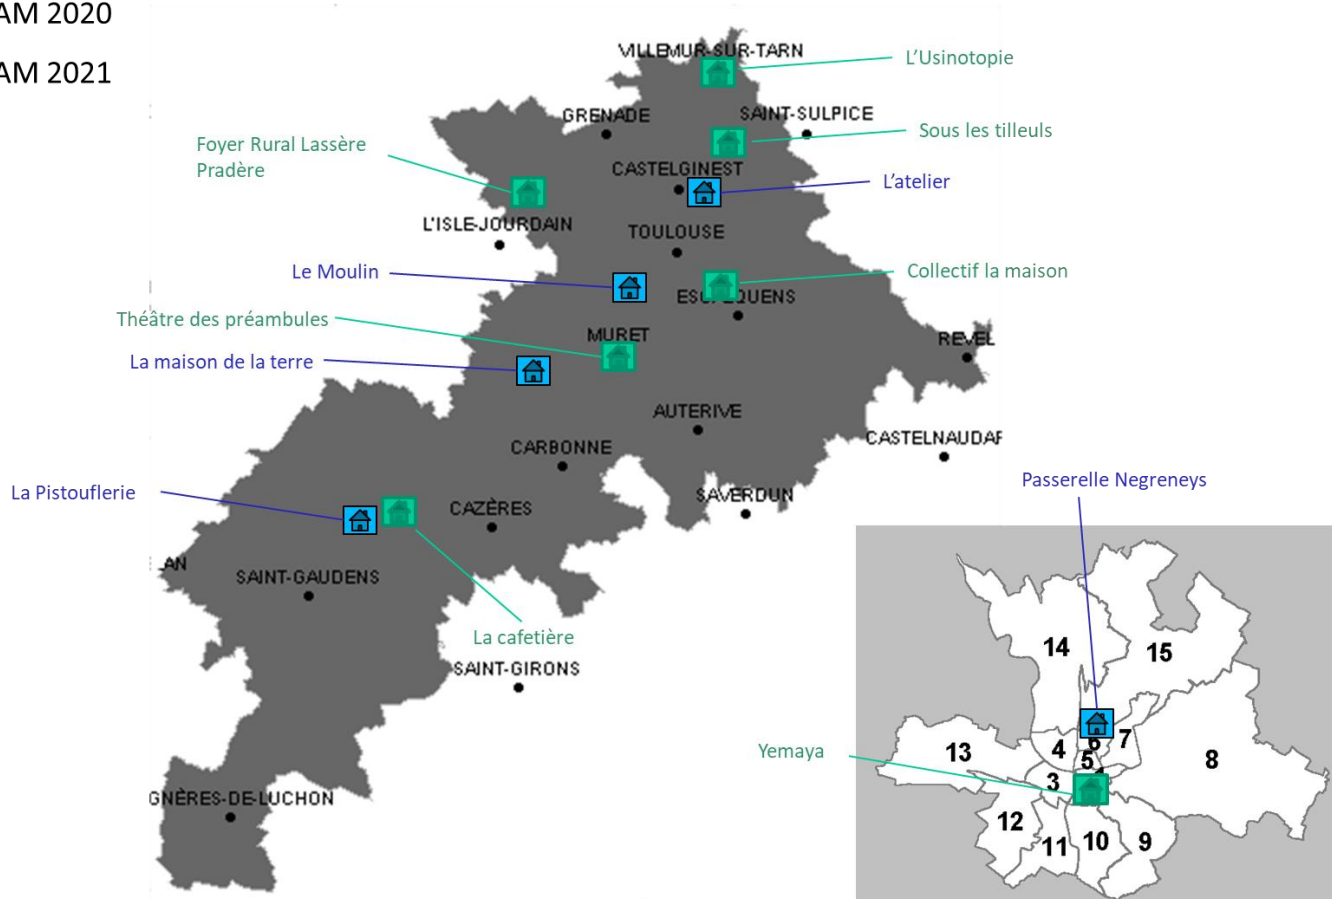 AM 2020
AM 2021
VILLEMUR-SUR-TARN
L'Usinotopie
GRENADE
SAINT-SULPICE
Sous les tilleuls
Foyer Rural Lassère
Pradère
CASTELGINEST
L'atelier
L'ISLE-JOURDAIN
TOULOUSE
Le Moulin
Collectif la maison
Théâtre des préambules
MURET
REVEL
La maison de la terre
AUTERIVE
CARBONNE
CASTELNAUDAR
La Pistouflerie
CAZÈRES
SAVERDUN
Passerelle Negreneys
AN
SAINT-GAUDENS
La cafetière
SAINT-GIRONS
14
15
Yemaya
13
4
6
7
5
8
3
GNÈRES-DE-LUCHON
12
11
10
9